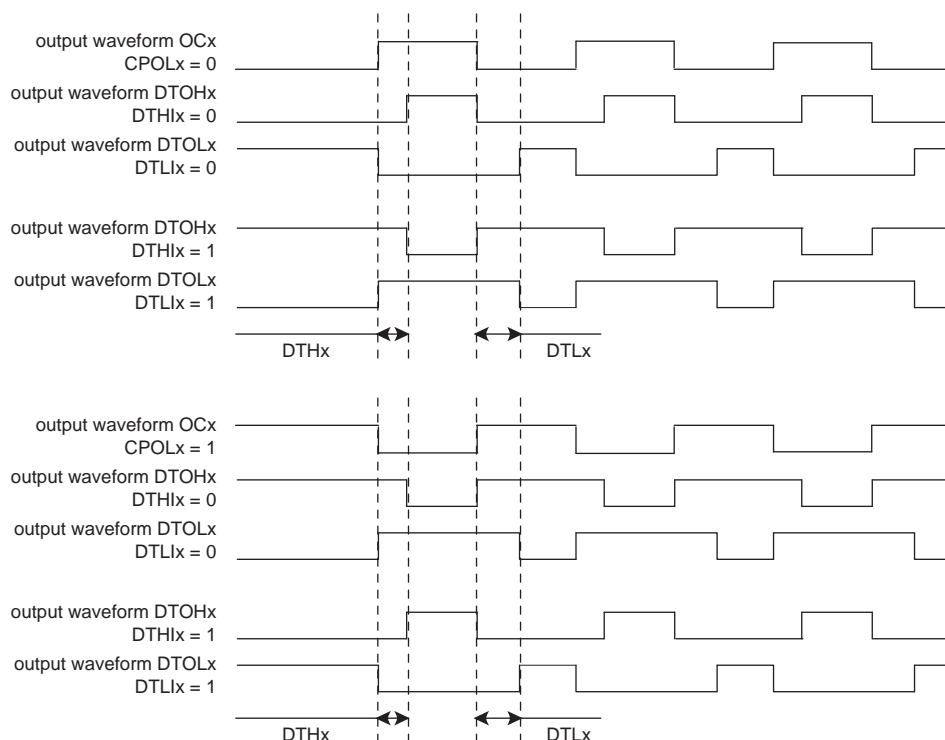 output waveform OCx
CPOLx = 0
output waveform DTOHx
DTHIx = 0
output waveform DTOLx
DTLIx = 0
output waveform DTOHx
DTHIx = 1
output waveform DTOLx
DTLIx = 1
DTHx
DTLx
output waveform OCx
CPOLx = 1
output waveform DTOHx
DTHIx = 0
output waveform DTOLx
DTLIx = 0
output waveform DTOHx
DTHIx = 1
output waveform DTOLx
DTLIx = 1
DTHx
DTLx